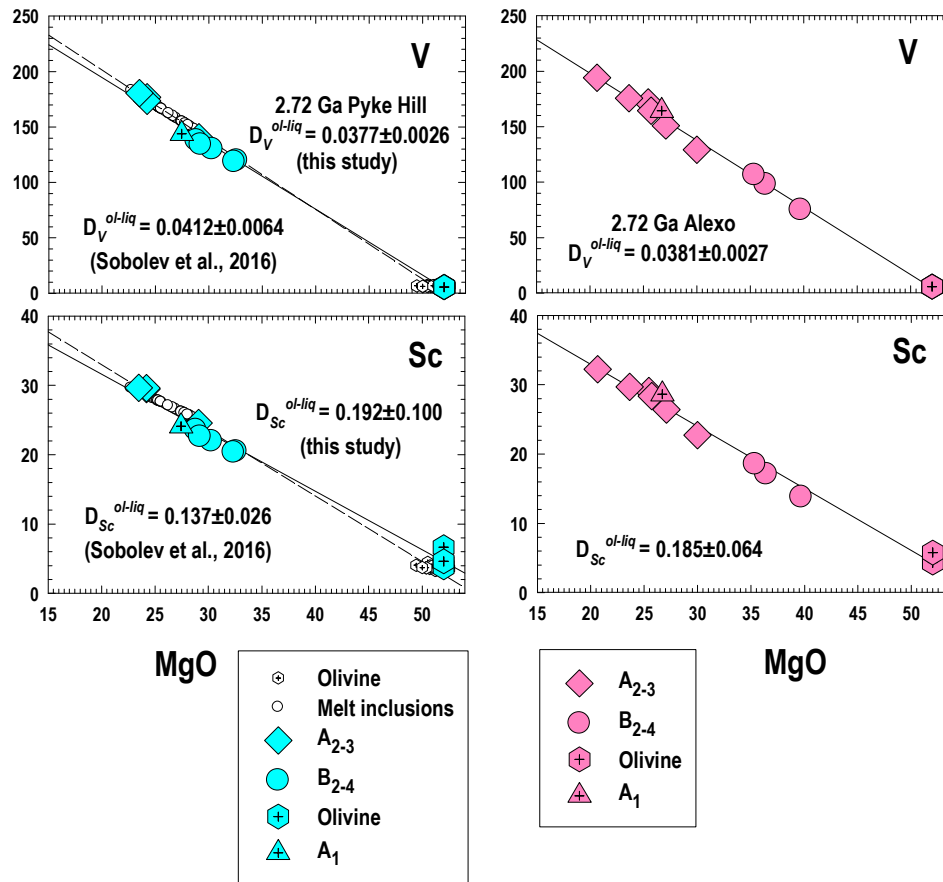 250
200
150
100
50
0
V
2.72 Ga Pyke Hill
D_V^ol-liq = 0.0377±0.0026
(this study)
D_V^ol-liq = 0.0412±0.0064
(Sobolev et al., 2016)
V
2.72 Ga Alexo
D_V^ol-liq = 0.0381±0.0027
250
200
150
100
50
0
40
30
20
10
0
Sc
D_Sc^ol-liq = 0.192±0.100
(this study)
D_Sc^ol-liq = 0.137±0.026
(Sobolev et al., 2016)
15 20 25 30 35 40 45 50
MgO
40
30
20
10
0
Sc
D_Sc^ol-liq = 0.185±0.064
15 20 25 30 35 40 45 50
MgO
Olivine
Melt inclusions
A2-3
B2-4
Olivine
A1
A2-3
B2-4
Olivine
A1